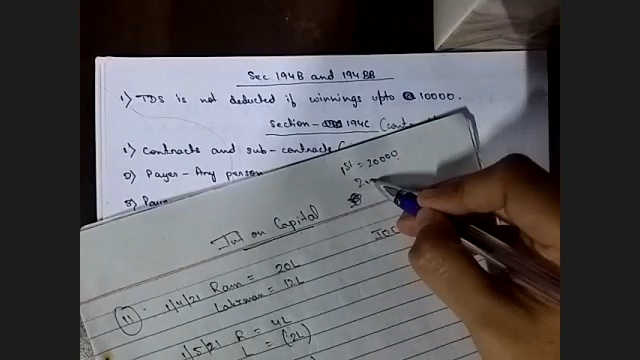 Sec 194B and 194BB
1) TDS is not deducted if winnings upto 10000.
Section - 194C
1) Contracts and sub-contracts
2) Payer - Any person
3)
1st = 20000
Int on Capital
11
1/4/21 Ram = 20L
Laxman = 12L
1/5/21 R = 4L
L = (2L)